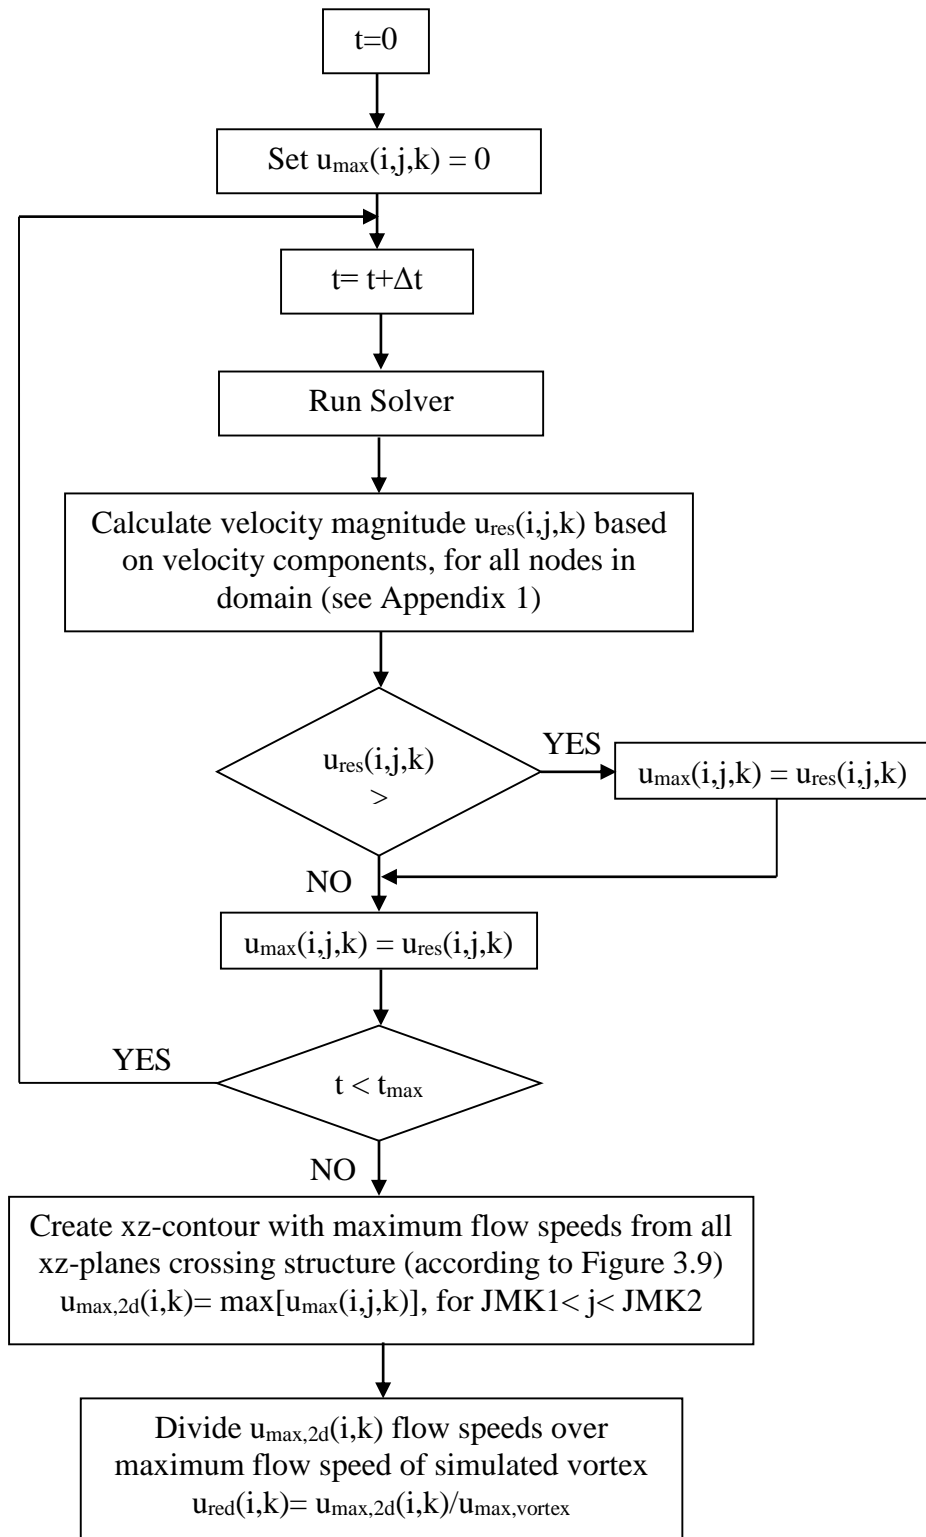 t=0
Set umax(i,j,k) = 0
t= t+Δt
Run Solver
Calculate velocity magnitude ures(i,j,k) based
on velocity components, for all nodes in
domain (see Appendix 1)
ures(i,j,k)
>
YES
umax(i,j,k) = ures(i,j,k)
NO
umax(i,j,k) = ures(i,j,k)
YES
t < tmax
NO
Create xz-contour with maximum flow speeds from all
xz-planes crossing structure (according to Figure 3.9)
umax,2d(i,k)= max[umax(i,j,k)], for JMK1< j< JMK2
Divide umax,2d(i,k) flow speeds over
maximum flow speed of simulated vortex
ured(i,k)= umax,2d(i,k)/umax,vortex